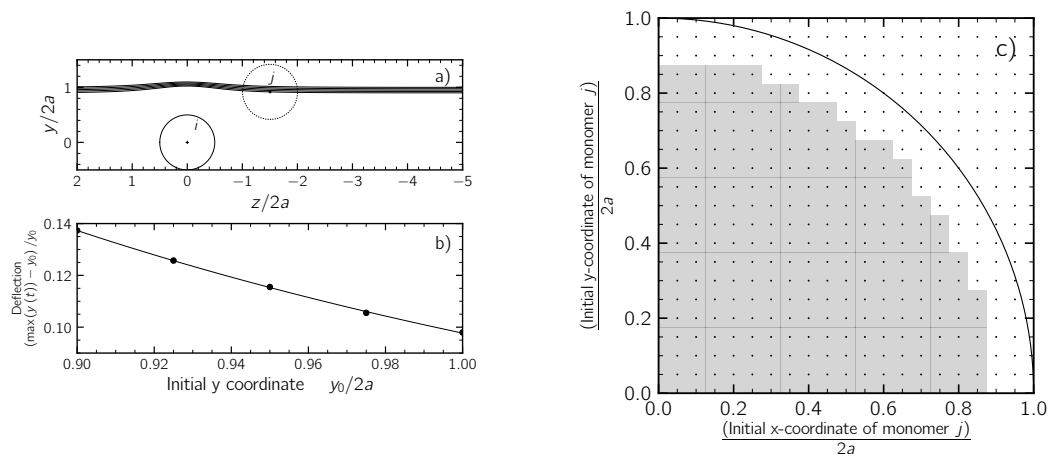 a)
j
i
y/2a
1
0
2 1 0 −1 −2 −3 −4 −5
z/2a
b)
Deflection
(max(y(t)) − y₀)/y₀
0.14
0.12
0.10
0.90 0.92 0.94 0.96 0.98 1.00
Initial y coordinate y₀/2a
c)
(Initial y-coordinate of monomer j)
2a
1.0
0.8
0.6
0.4
0.2
0.0
0.0 0.2 0.4 0.6 0.8 1.0
(Initial x-coordinate of monomer j)
2a